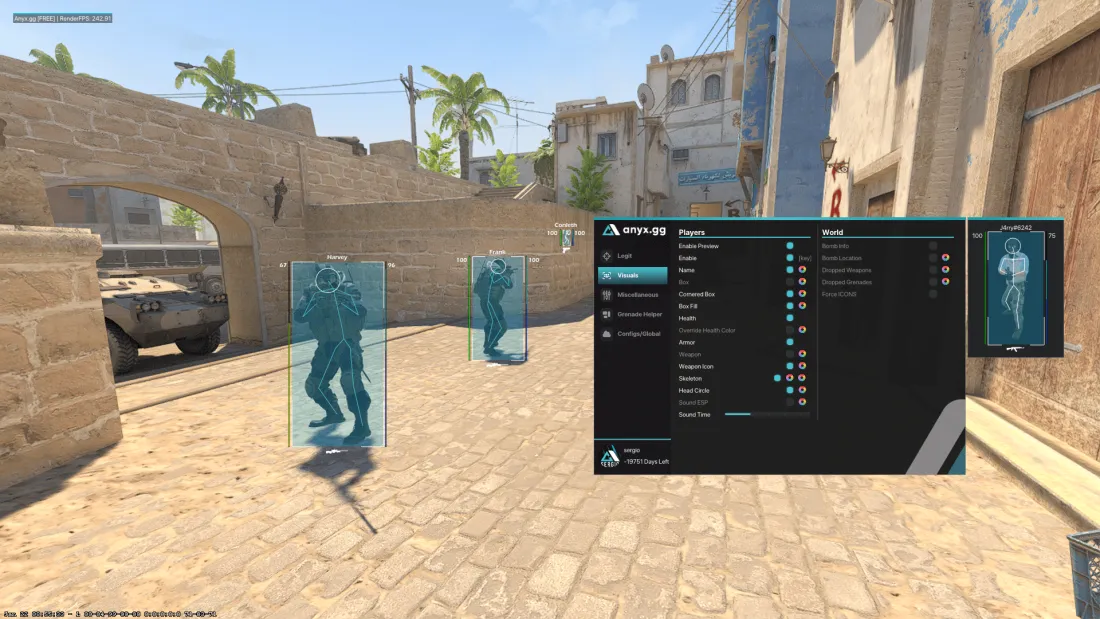 Anyx.gg [FREE] | RenderFPS: 242.91
Conleth
100 100
Frank
100 100
Harvey
67 96
anyx.gg
Legit
Visuals
Miscellaneous
Grenade Helper
Configs/Global
SERGIO
sergio
-19751 Days Left
Players
Enable Preview
Enable [key]
Name
Box
Cornered Box
Box Fill
Health
Override Health Color
Armor
Weapon
Weapon Icon
Skeleton
Head Circle
Sound ESP
Sound Time
World
Bomb Info
Bomb Location
Dropped Weapons
Dropped Grenades
Force ICONS
J4rry#6242
100 75
B
B